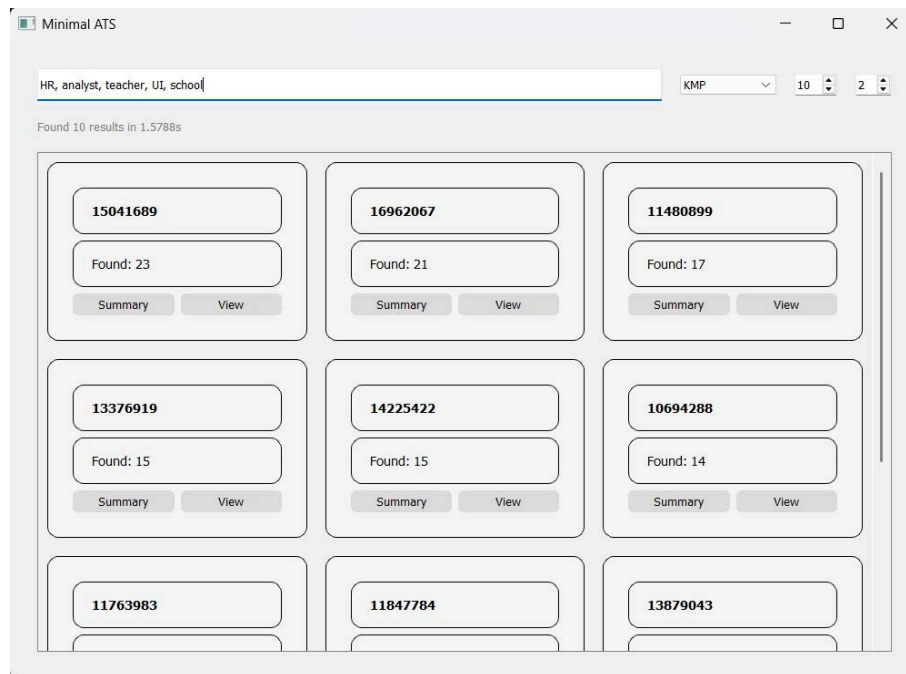 Minimal ATS
HR, analyst, teacher, UI, school
KMP
10
2
Found 10 results in 1.5788s
15041689
16962067
11480899
Found: 23
Found: 21
Found: 17
Summary View
Summary View
Summary View
13376919
14225422
10694288
Found: 15
Found: 15
Found: 14
Summary View
Summary View
Summary View
11763983
11847784
13879043